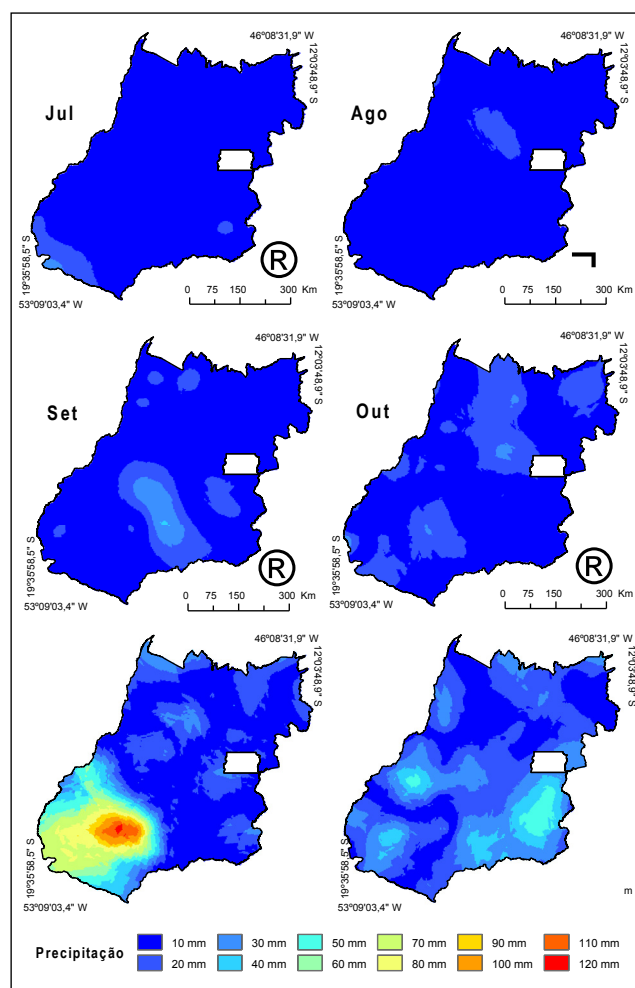 46º08'31,9" W
12º03'48,9" S
Jul
19º35'58,5" S
R
0 75 150 300 Km
53º09'03,4" W
46º08'31,9" W
12º03'48,9" S
Ago
19º35'58,5" S
0 75 150 300 Km
53º09'03,4" W
46º08'31,9" W
12º03'48,9" S
Set
19º35'58,5" S
R
0 75 150 300 Km
53º09'03,4" W
46º08'31,9" W
12º03'48,9" S
Out
19º35'58,5" S
R
0 75 150 300 Km
53º09'03,4" W
46º08'31,9" W
12º03'48,9" S
19º35'58,5" S
53º09'03,4" W
46º08'31,9" W
12º03'48,9" S
19º35'58,5" S
m
53º09'03,4" W
Precipitação
10 mm 30 mm 50 mm 70 mm 90 mm 110 mm
20 mm 40 mm 60 mm 80 mm 100 mm 120 mm